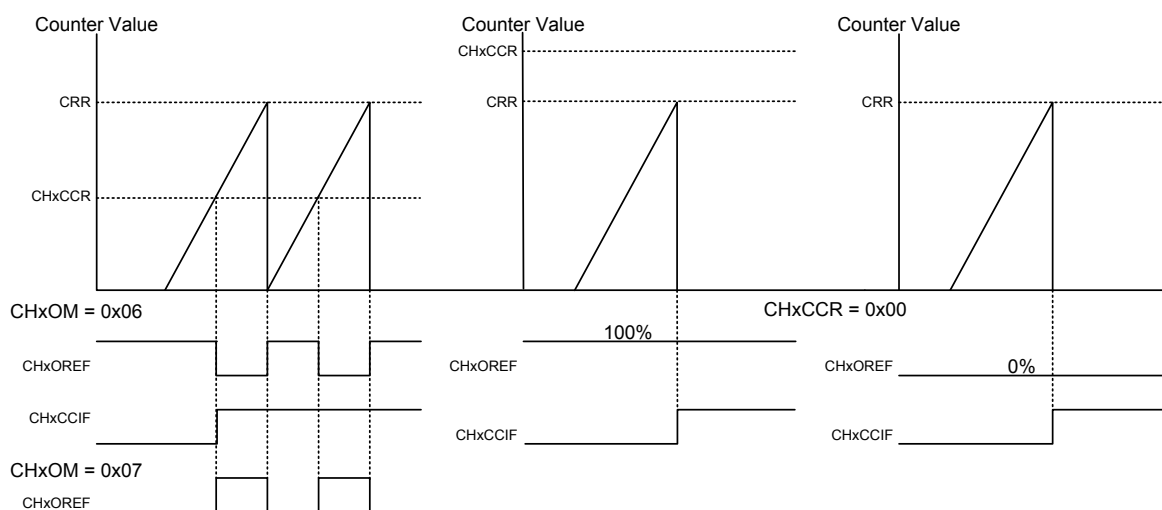 Counter Value
CRR
CHxCCR
CHxOM = 0x06
CHxOREF
CHxCCIF
CHxOM = 0x07
CHxOREF
Counter Value
CHxCCR
CRR
100%
CHxOREF
CHxCCIF
Counter Value
CRR
CHxCCR = 0x00
CHxOREF
0%
CHxCCIF